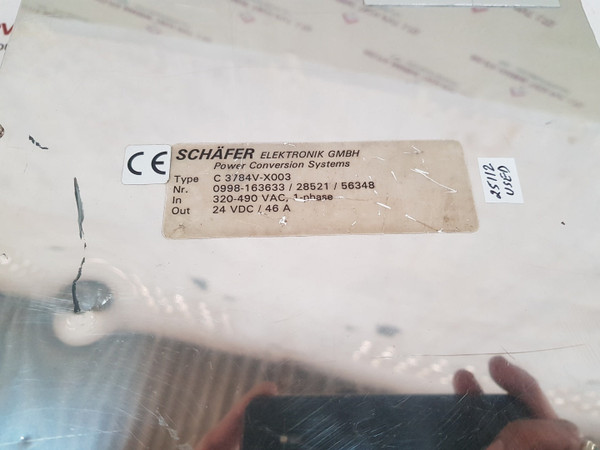 CE
SCHÄFER ELEKTRONIK GMBH
Power Conversion Systems
Type C 3784V-X003
Nr. 0998-163633 / 28521 / 56348
In 320-490 VAC, 1-phase
Out 24 VDC / 46 A
25112
USED